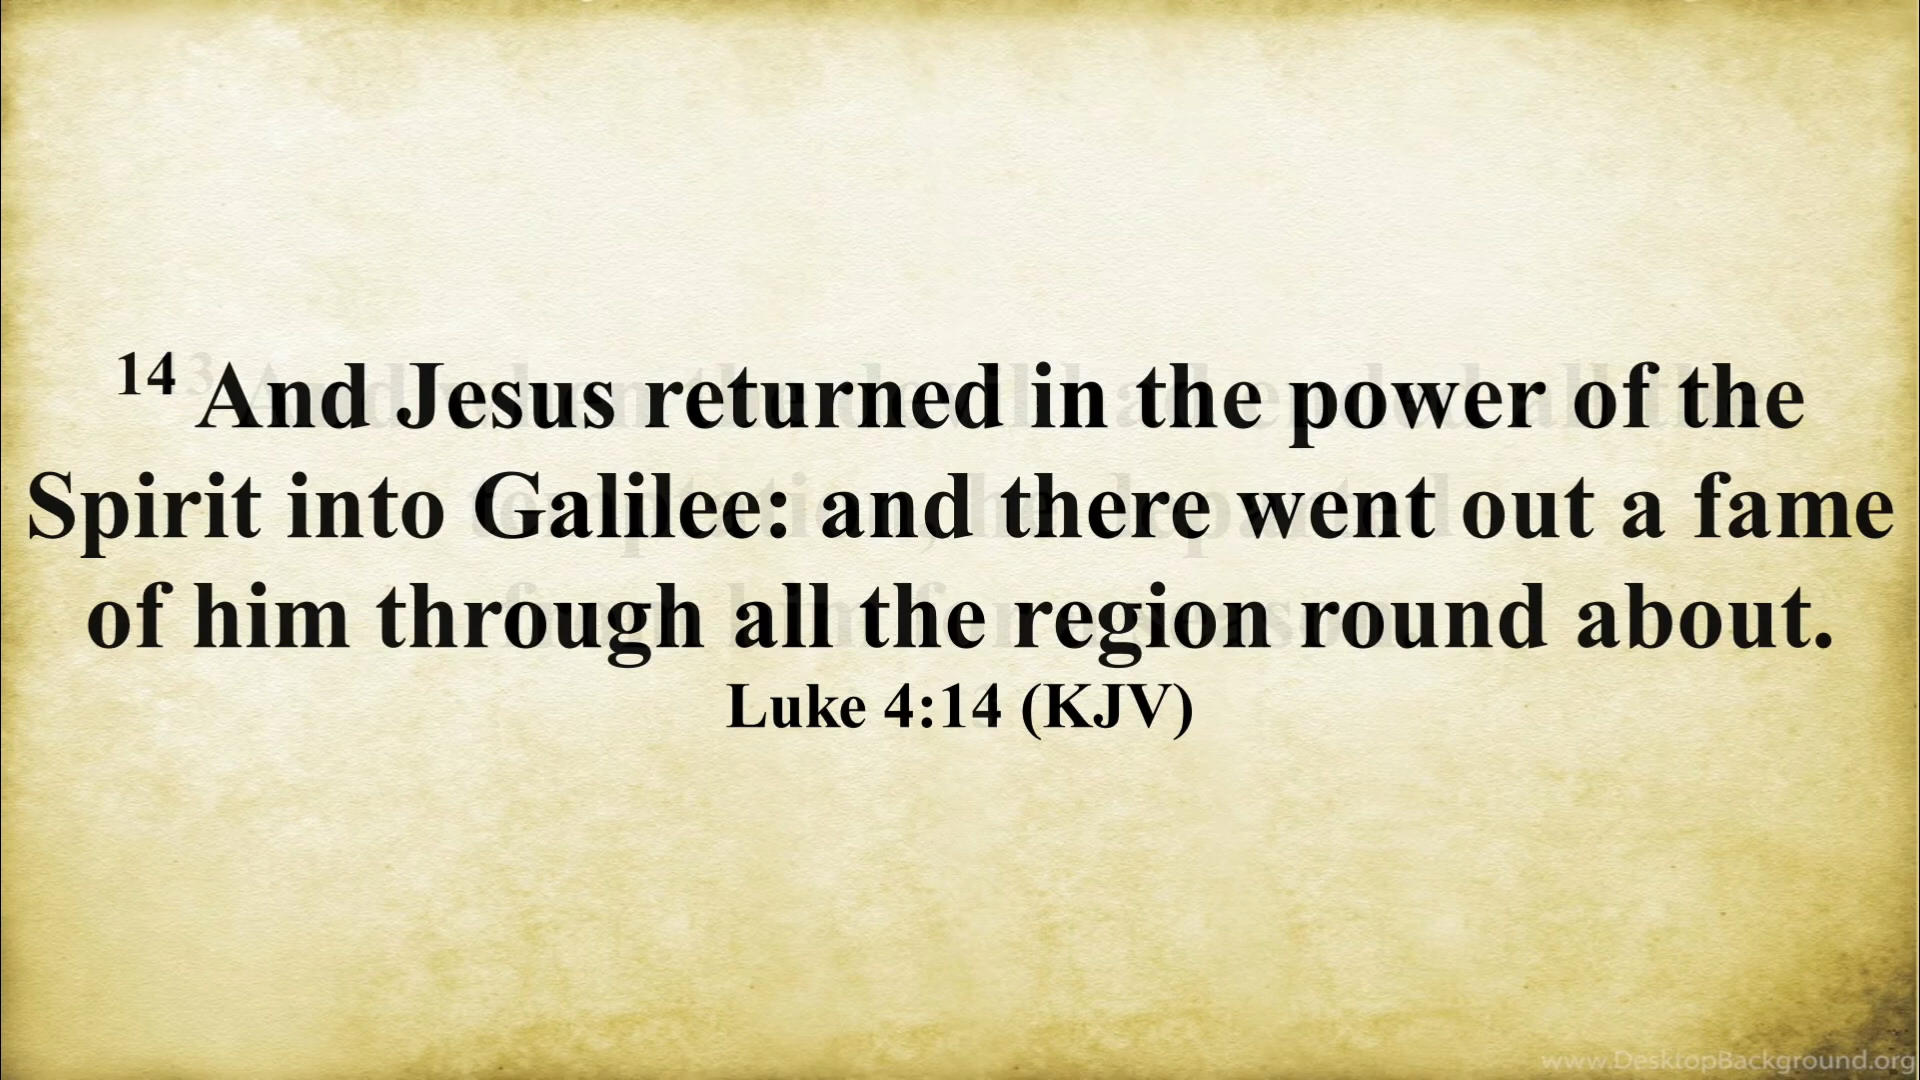 14 And Jesus returned in the power of the
Spirit into Galilee: and there went out a fame
of him through all the region round about.
Luke 4:14 (KJV)
www.DesktopBackground.org